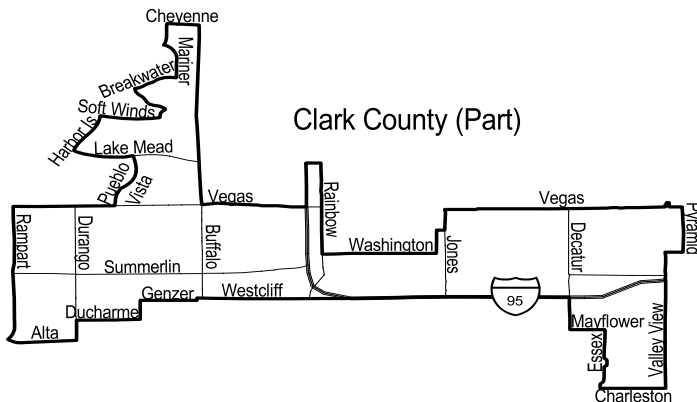 Cheyenne
Mariner
Breakwater
Soft Winds
Harbor Is
Clark County (Part)
Lake Mead
Pueblo
Vista
Vegas
Rainbow
Vegas
Pyramid
Rampart
Durango
Buffalo
Washington
Jones
Decatur
Summerlin
Genzer
Westcliff
95
Ducharme
Mayflower
Alta
Essex
Valley View
Charleston